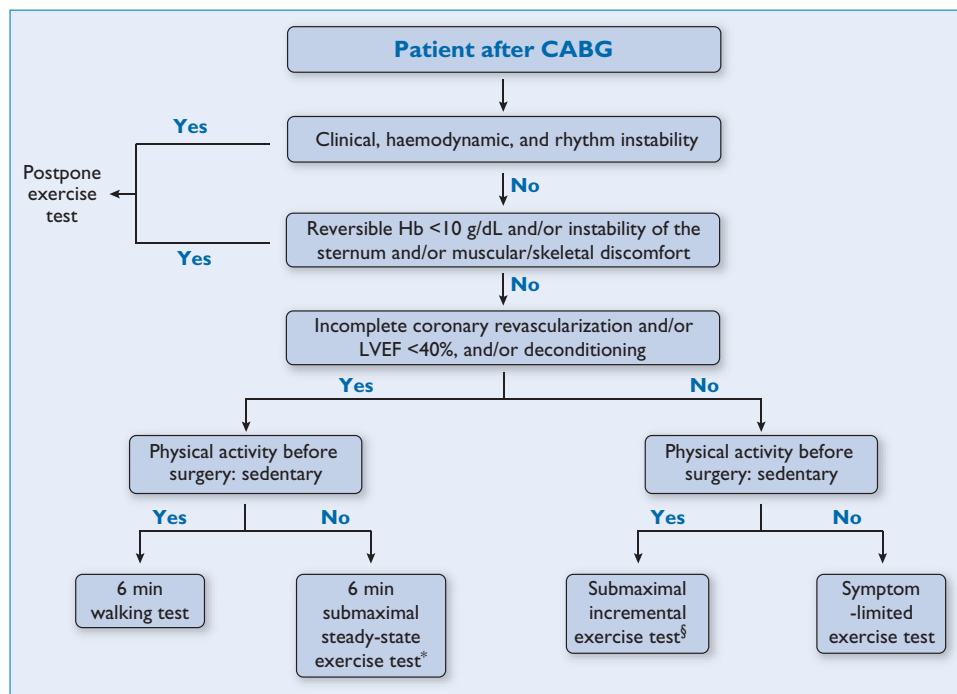 Patient after CABG
Yes
Clinical, haemodynamic, and rhythm instability
Postpone
exercise
test
No
Reversible Hb <10 g/dL and/or instability of the
sternum and/or muscular/skeletal discomfort
Yes
No
Incomplete coronary revascularization and/or
LVEF <40%, and/or deconditioning
Yes
No
Physical activity before
surgery: sedentary
Physical activity before
surgery: sedentary
Yes
No
Yes
No
6 min
walking test
6 min
submaximal
steady-state
exercise test*
Submaximal
incremental
exercise test§
Symptom
-limited
exercise test